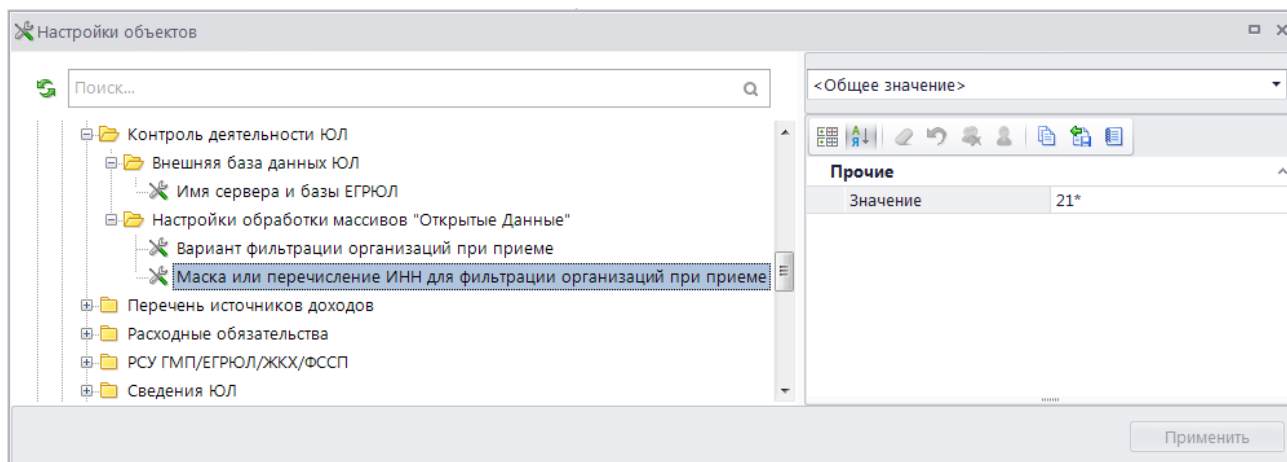 Настройки объектов
Поиск...
<Общее значение>
Контроль деятельности ЮЛ
Внешняя база данных ЮЛ
Имя сервера и базы ЕГРЮЛ
Настройки обработки массивов "Открытые Данные"
Вариант фильтрации организаций при приеме
Маска или перечисление ИНН для фильтрации организаций при приеме
Перечень источников доходов
Расходные обязательства
РСУ ГМП/ЕГРЮЛ/ЖКХ/ФССП
Сведения ЮЛ
А
Я
Прочие
Значение 21*
Применить